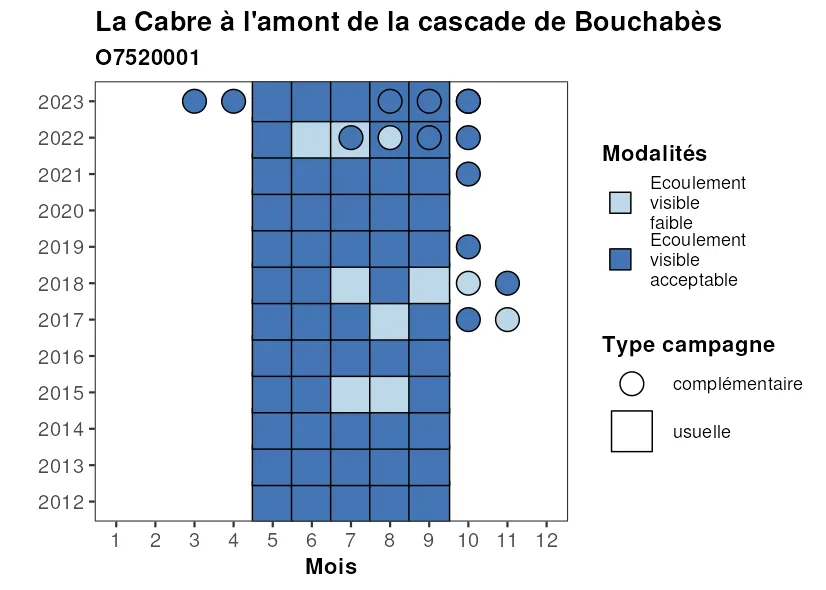 La Cabre à l'amont de la cascade de Bouchabès
O7520001
2023
2022
2021
2020
2019
2018
2017
2016
2015
2014
2013
2012
1 2 3 4 5 6 7 8 9 10 11 12
Mois
Modalités
Ecoulement
visible
faible
Ecoulement
visible
acceptable
Type campagne
complémentaire
usuelle